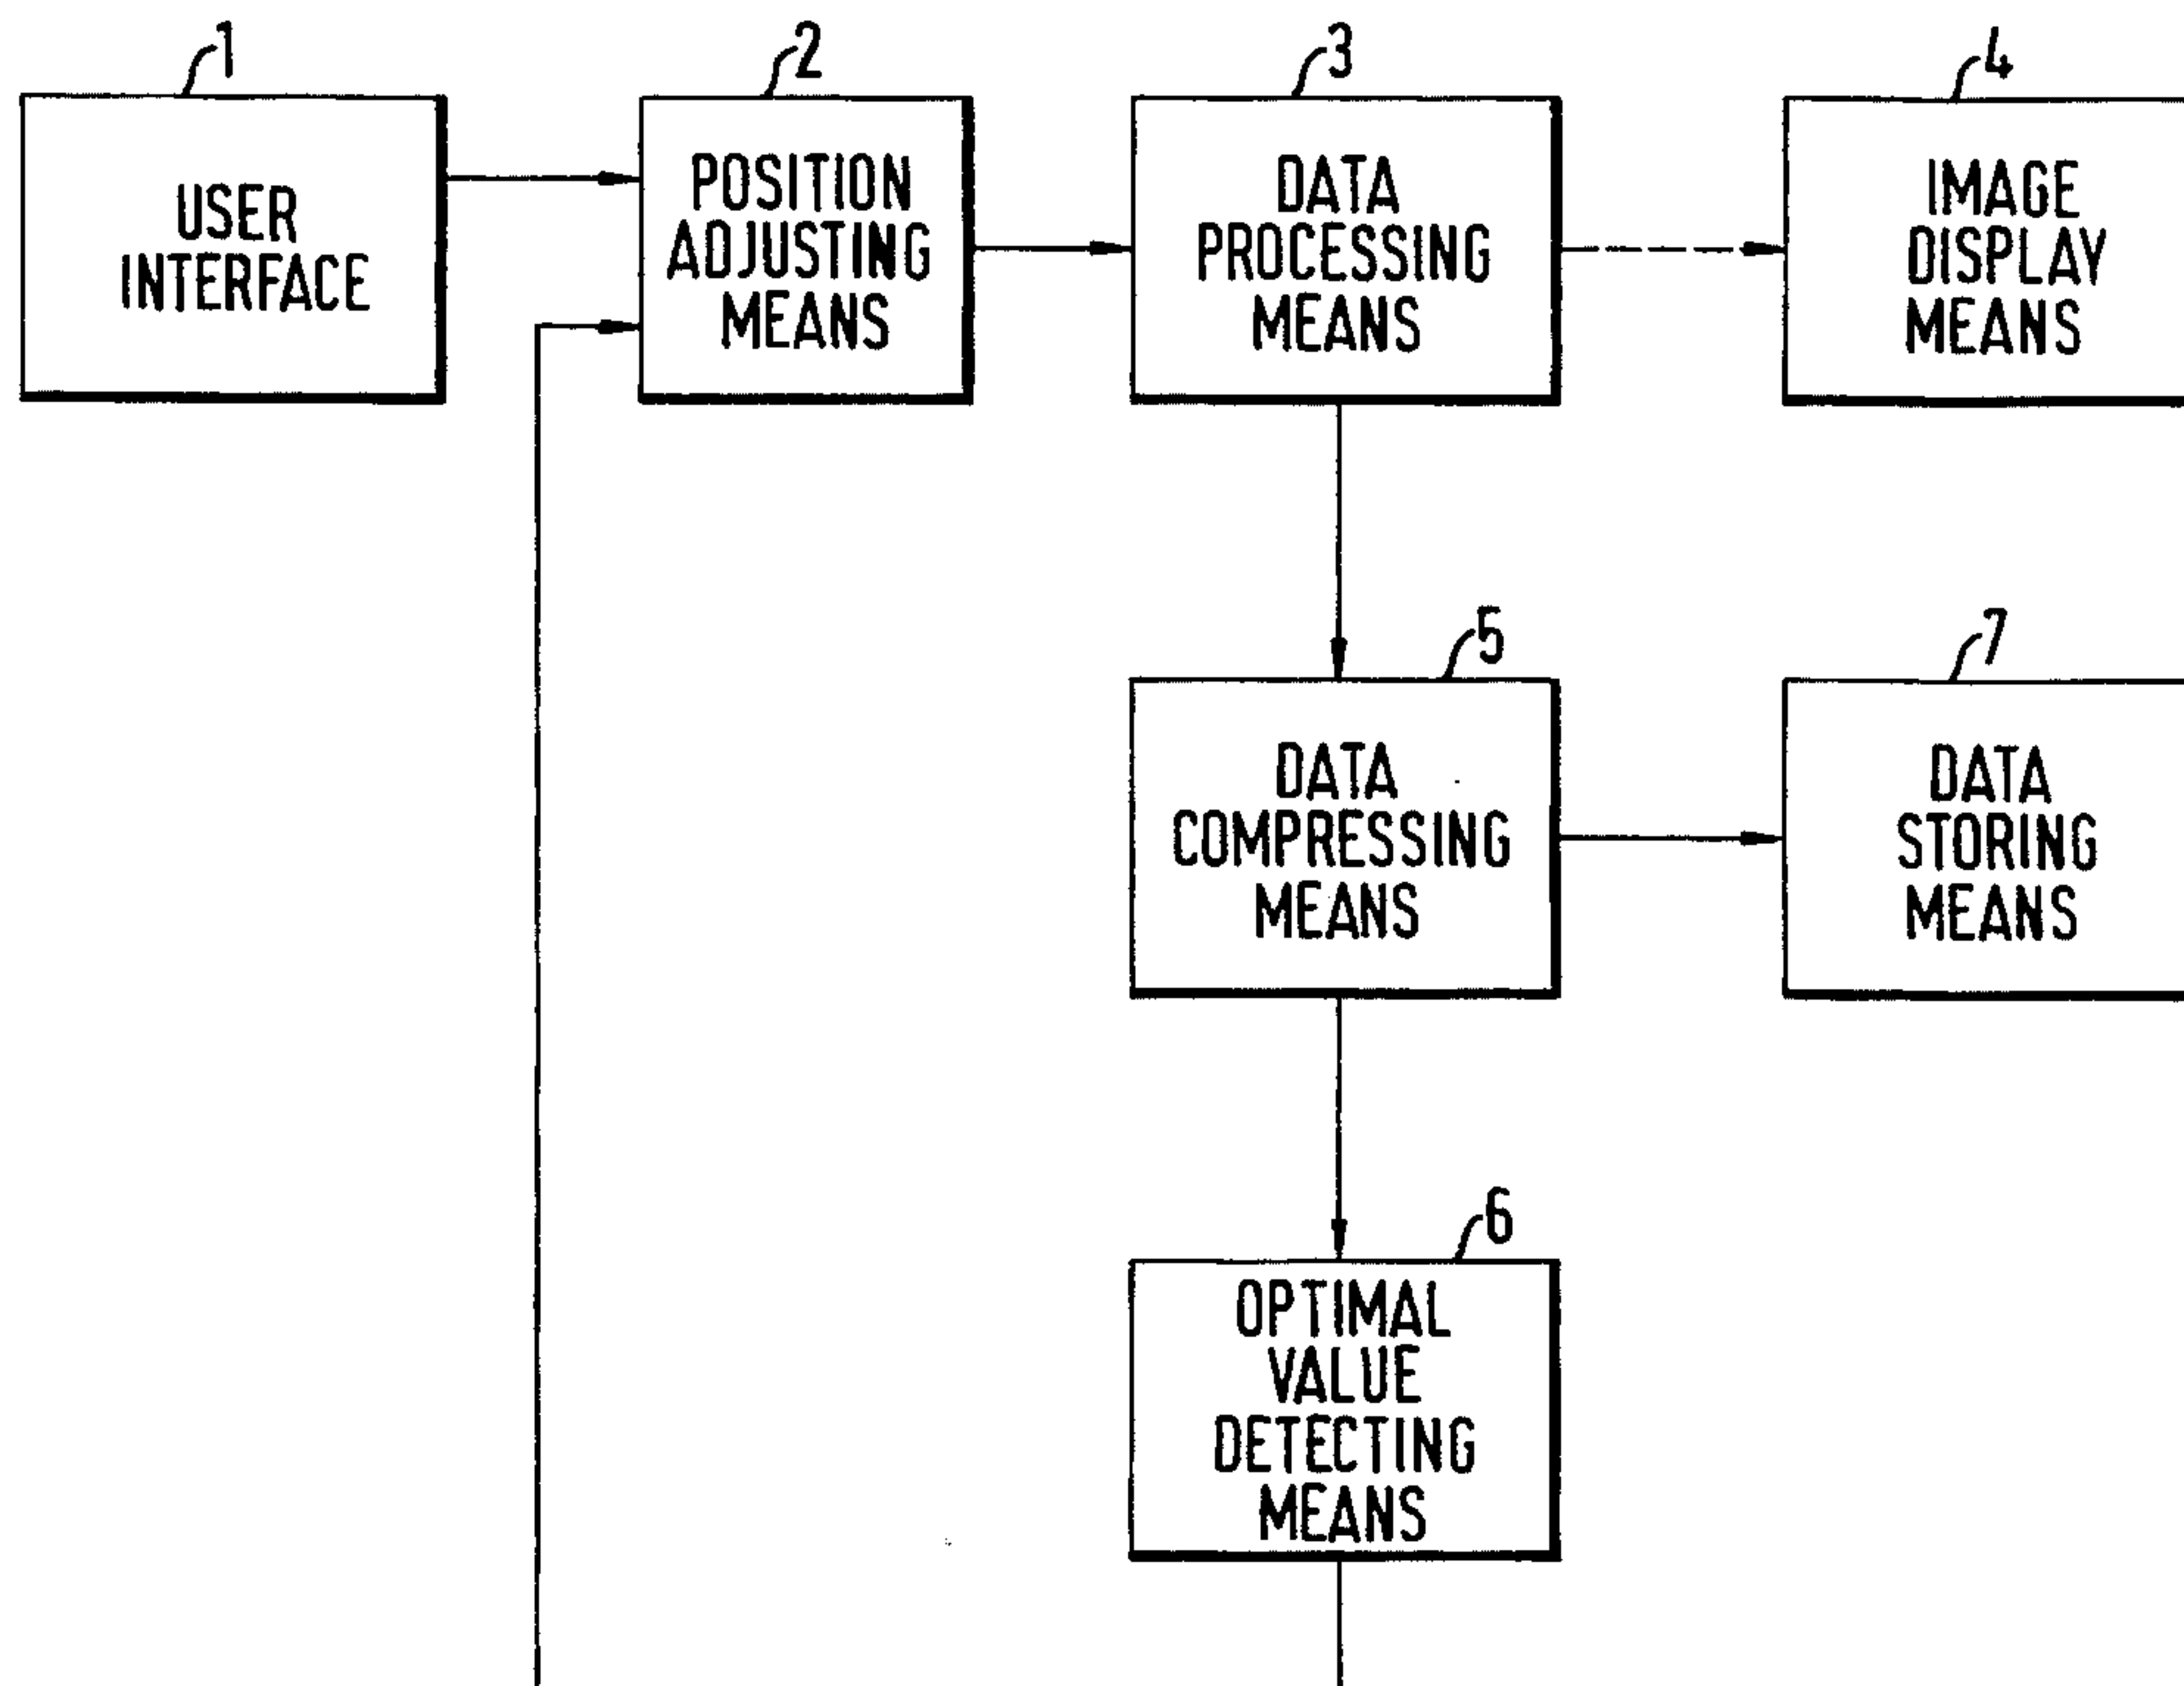 1
USER
INTERFACE
2
POSITION
ADJUSTING
MEANS
3
DATA
PROCESSING
MEANS
4
IMAGE
DISPLAY
MEANS
5
DATA
COMPRESSING
MEANS
7
DATA
STORING
MEANS
6
OPTIMAL
VALUE
DETECTING
MEANS